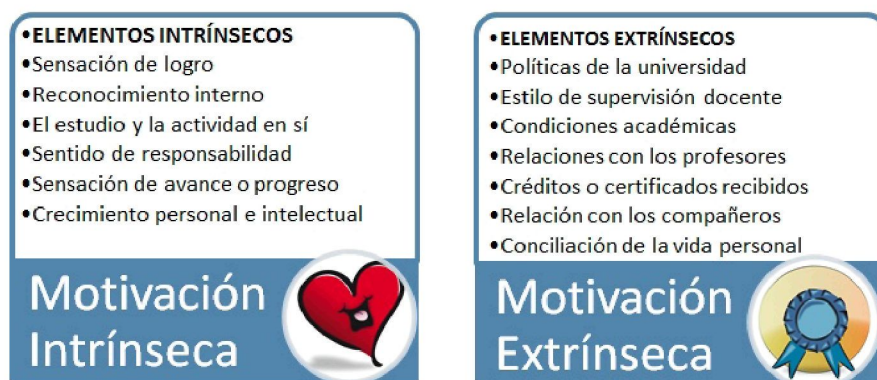 •ELEMENTOS INTRÍNSECOS
•Sensación de logro
•Reconocimiento interno
•El estudio y la actividad en sí
•Sentido de responsabilidad
•Sensación de avance o progreso
•Crecimiento personal e intelectual
Motivación
Intrínseca
•ELEMENTOS EXTRÍNSECOS
•Políticas de la universidad
•Estilo de supervisión docente
•Condiciones académicas
•Relaciones con los profesores
•Créditos o certificados recibidos
•Relación con los compañeros
•Conciliación de la vida personal
Motivación
Extrínseca